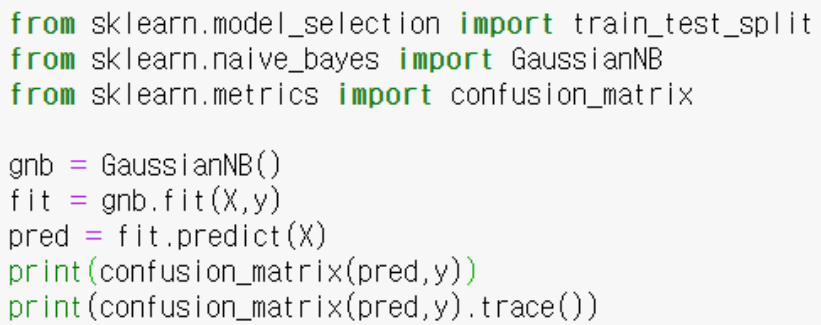 from sklearn.model_selection import train_test_split
from sklearn.naive_bayes import GaussianNB
from sklearn.metrics import confusion_matrix

gnb = GaussianNB()
fit = gnb.fit(X,y)
pred = fit.predict(X)
print(confusion_matrix(pred,y))
print(confusion_matrix(pred,y).trace())